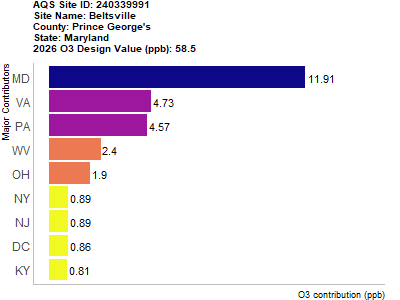 AQS Site ID: 240339991
Site Name: Beltsville
County: Prince George's
State: Maryland
2026 O3 Design Value (ppb): 58.5
Major Contributors
MD 11.91
VA 4.73
PA 4.57
WV 2.4
OH 1.9
NY 0.89
NJ 0.89
DC 0.86
KY 0.81
O3 contribution (ppb)